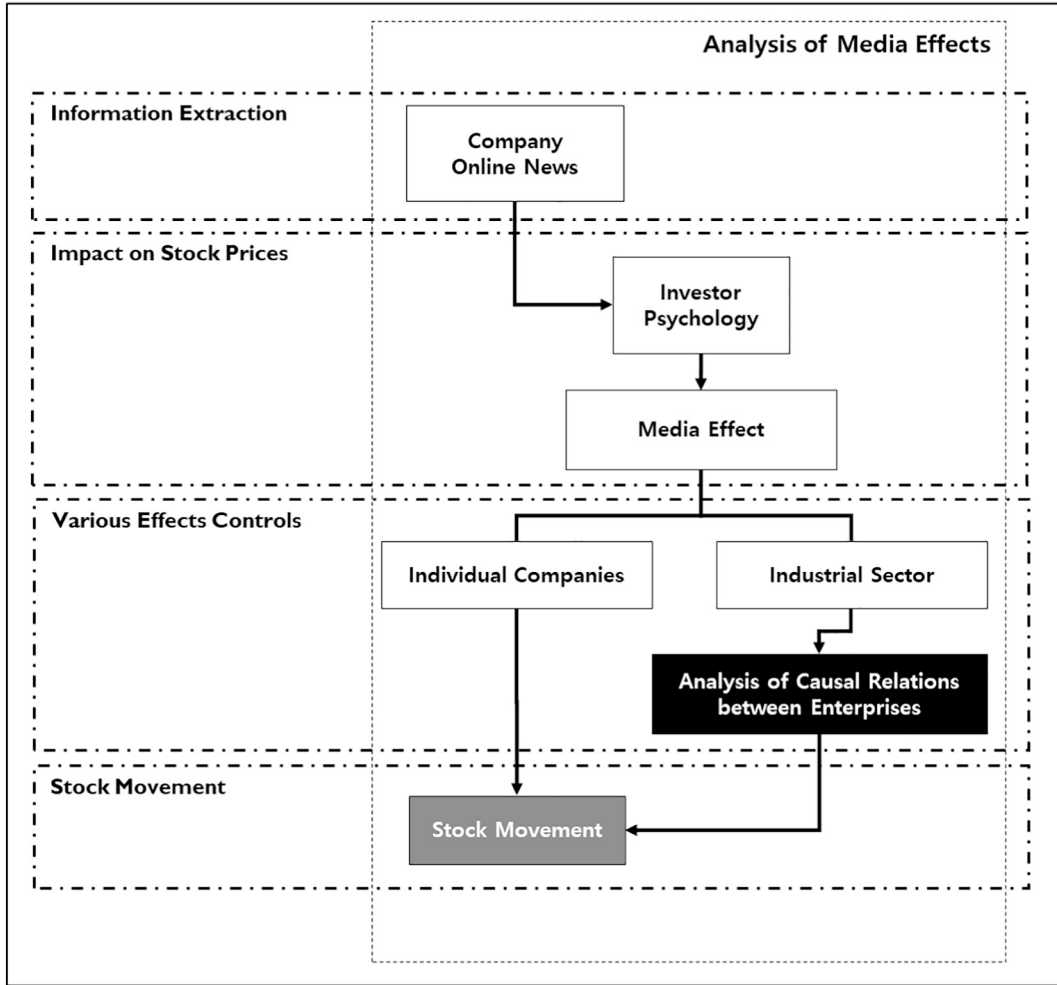 Analysis of Media Effects
Information Extraction
Company
Online News
Impact on Stock Prices
Investor
Psychology
Media Effect
Various Effects Controls
Individual Companies
Industrial Sector
Analysis of Causal Relations
between Enterprises
Stock Movement
Stock Movement